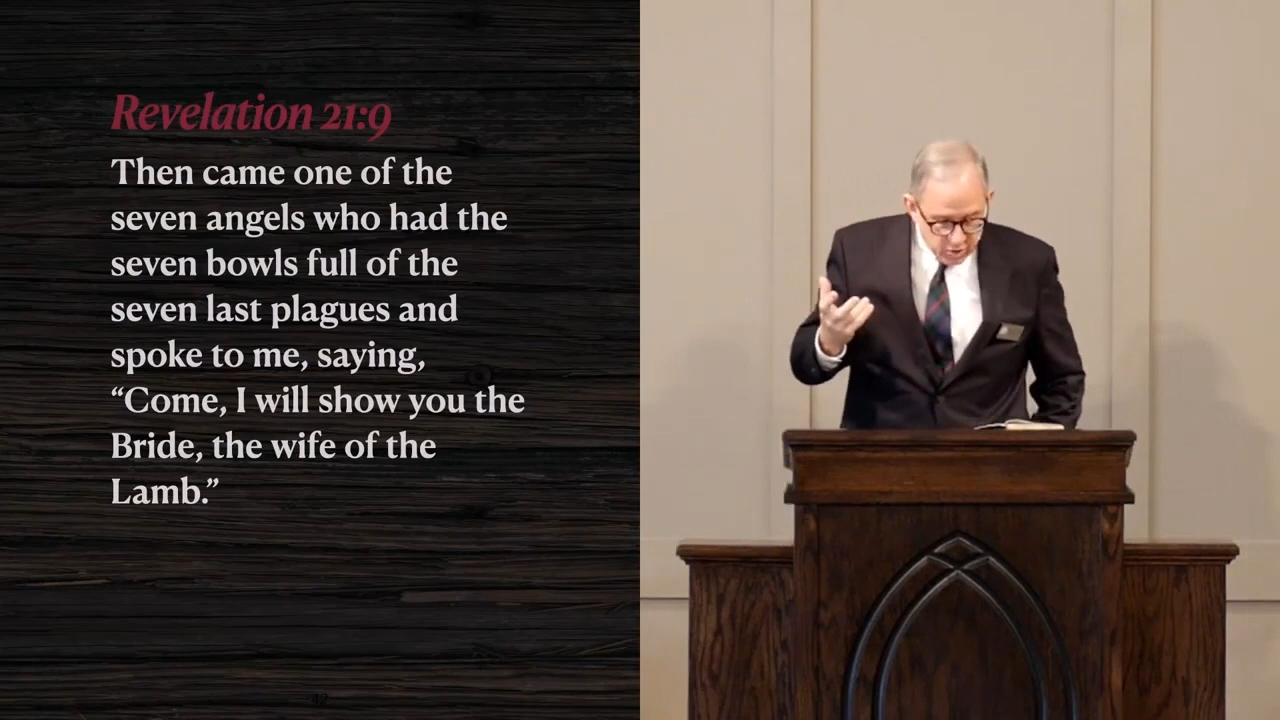 Revelation 21:9
Then came one of the
seven angels who had the
seven bowls full of the
seven last plagues and
spoke to me, saying,
“Come, I will show you the
Bride, the wife of the
Lamb.”
42